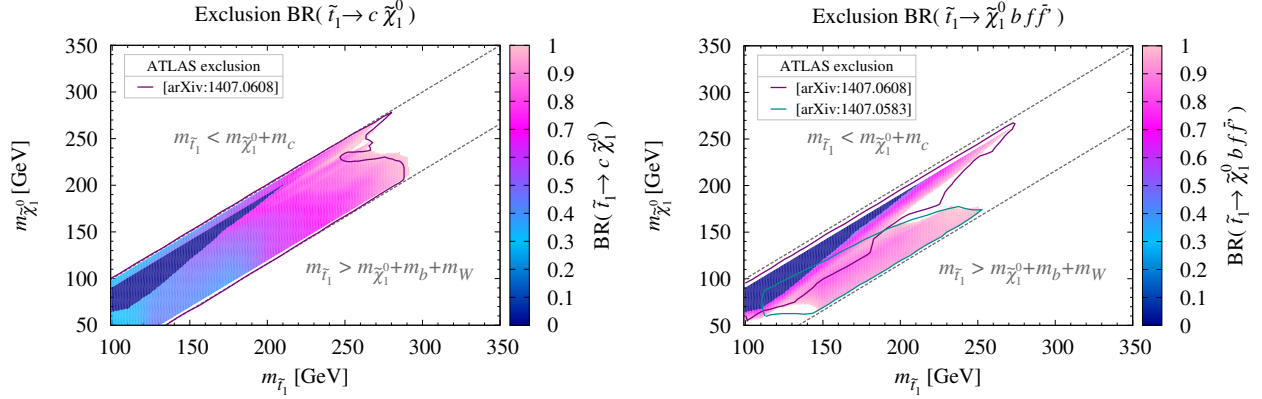 Exclusion BR( t̃₁→ c χ̃₁⁰ )
350
300
250
200
150
100
50
m_χ̃₁⁰ [GeV]
ATLAS exclusion
[arXiv:1407.0608]
m_t̃₁ < m_χ̃₁⁰+m_c
m_t̃₁ > m_χ̃₁⁰+m_b+m_W
100 150 200 250 300 350
m_t̃₁ [GeV]
1
0.9
0.8
0.7
0.6
0.5
0.4
0.3
0.2
0.1
0
BR( t̃₁→ c χ̃₁⁰ )
Exclusion BR( t̃₁→ χ̃₁⁰ b f f̄' )
350
300
250
200
150
100
50
m_χ̃₁⁰ [GeV]
ATLAS exclusion
[arXiv:1407.0608]
[arXiv:1407.0583]
m_t̃₁ < m_χ̃₁⁰+m_c
m_t̃₁ > m_χ̃₁⁰+m_b+m_W
100 150 200 250 300 350
m_t̃₁ [GeV]
1
0.9
0.8
0.7
0.6
0.5
0.4
0.3
0.2
0.1
0
BR( t̃₁→ χ̃₁⁰ b f f̄' )